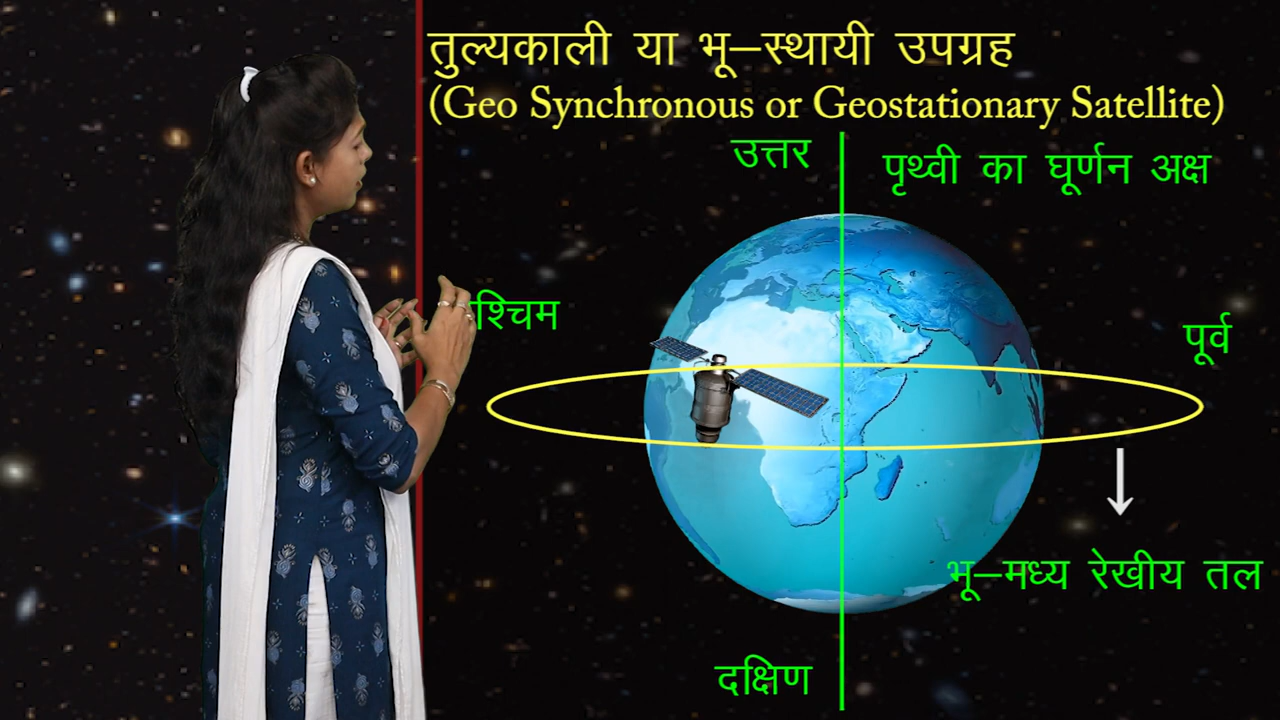 तुल्यकाली या भू–स्थायी उपग्रह
(Geo Synchronous or Geostationary Satellite)
उत्तर
पृथ्वी का घूर्णन अक्ष
पूर्व
भू–मध्य रेखीय तल
दक्षिण